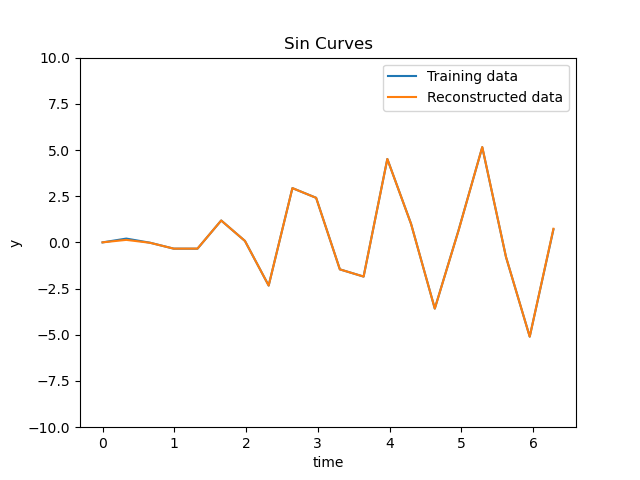 Sin Curves
Training data
Reconstructed data
10.0
7.5
5.0
2.5
0.0
−2.5
−5.0
−7.5
−10.0
y
0 1 2 3 4 5 6
time